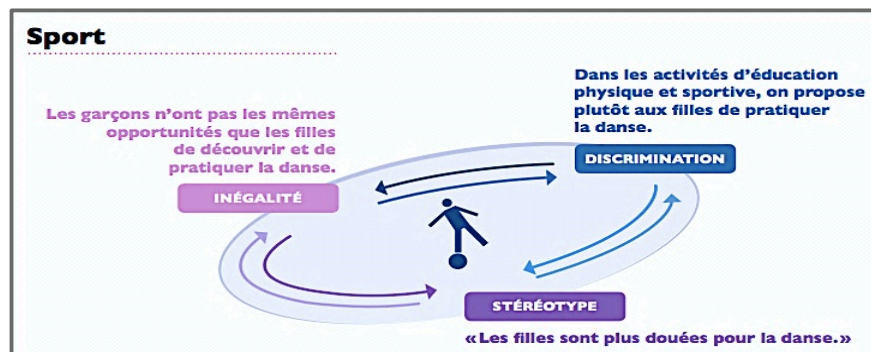 Sport
Dans les activités d'éducation
physique et sportive, on propose
plutôt aux filles de pratiquer
la danse.
DISCRIMINATION
Les garçons n'ont pas les mêmes
opportunités que les filles
de découvrir et de
pratiquer la danse.
INÉGALITÉ
STÉRÉOTYPE
«Les filles sont plus douées pour la danse.»